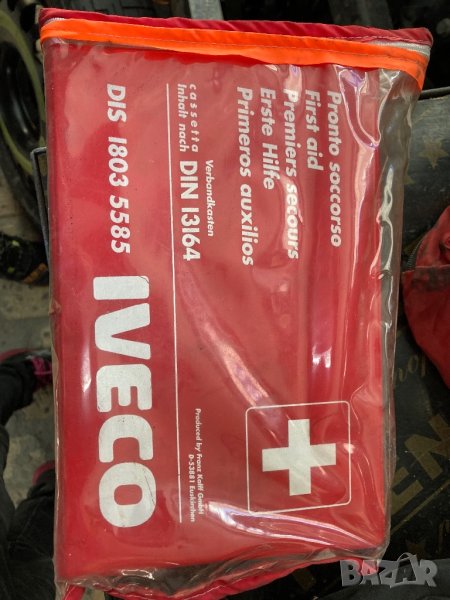 Pronto soccorso
First aid
Premiers secours
Erste Hilfe
Primeros auxilios
Verbandkasten
cassetta DIN 13164
Inhalt nach
DIS 1803 5585
IVECO
Produced by Franz Kalff GmbH
D-53881 Euskirchen
BAZAR